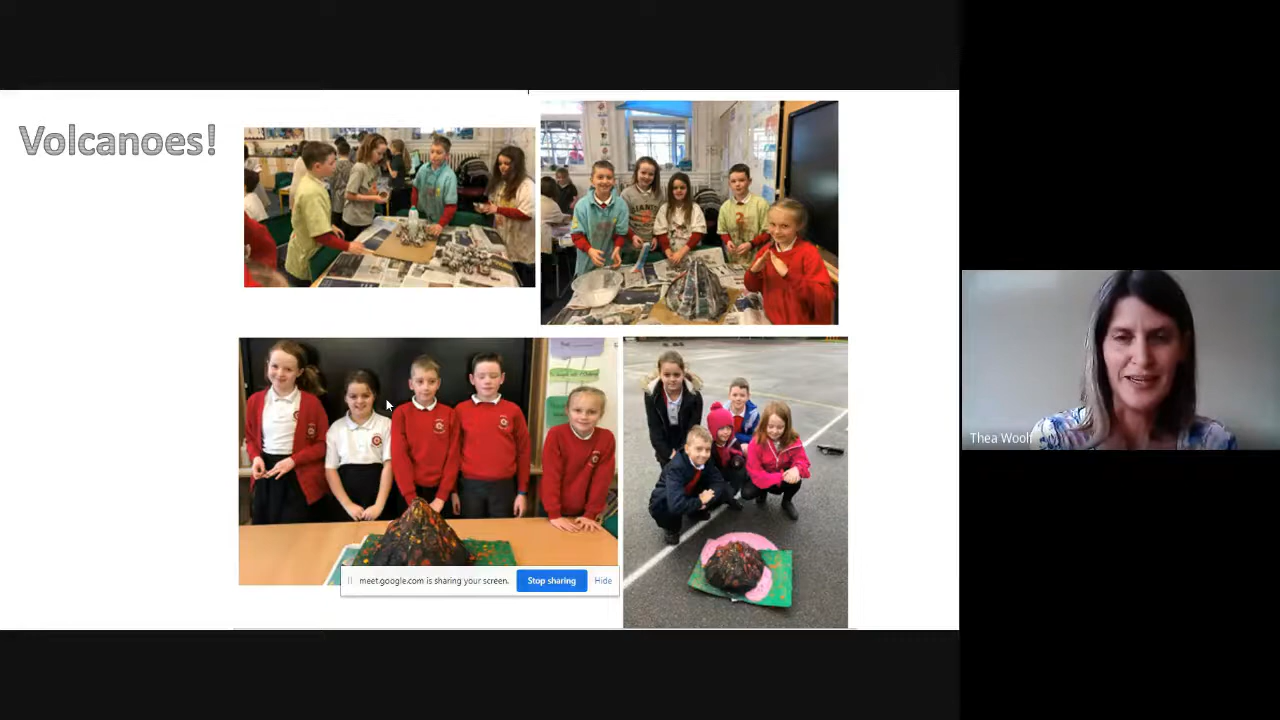 Volcanoes!
meet.google.com is sharing your screen.
Stop sharing
Hide
Thea Woolf